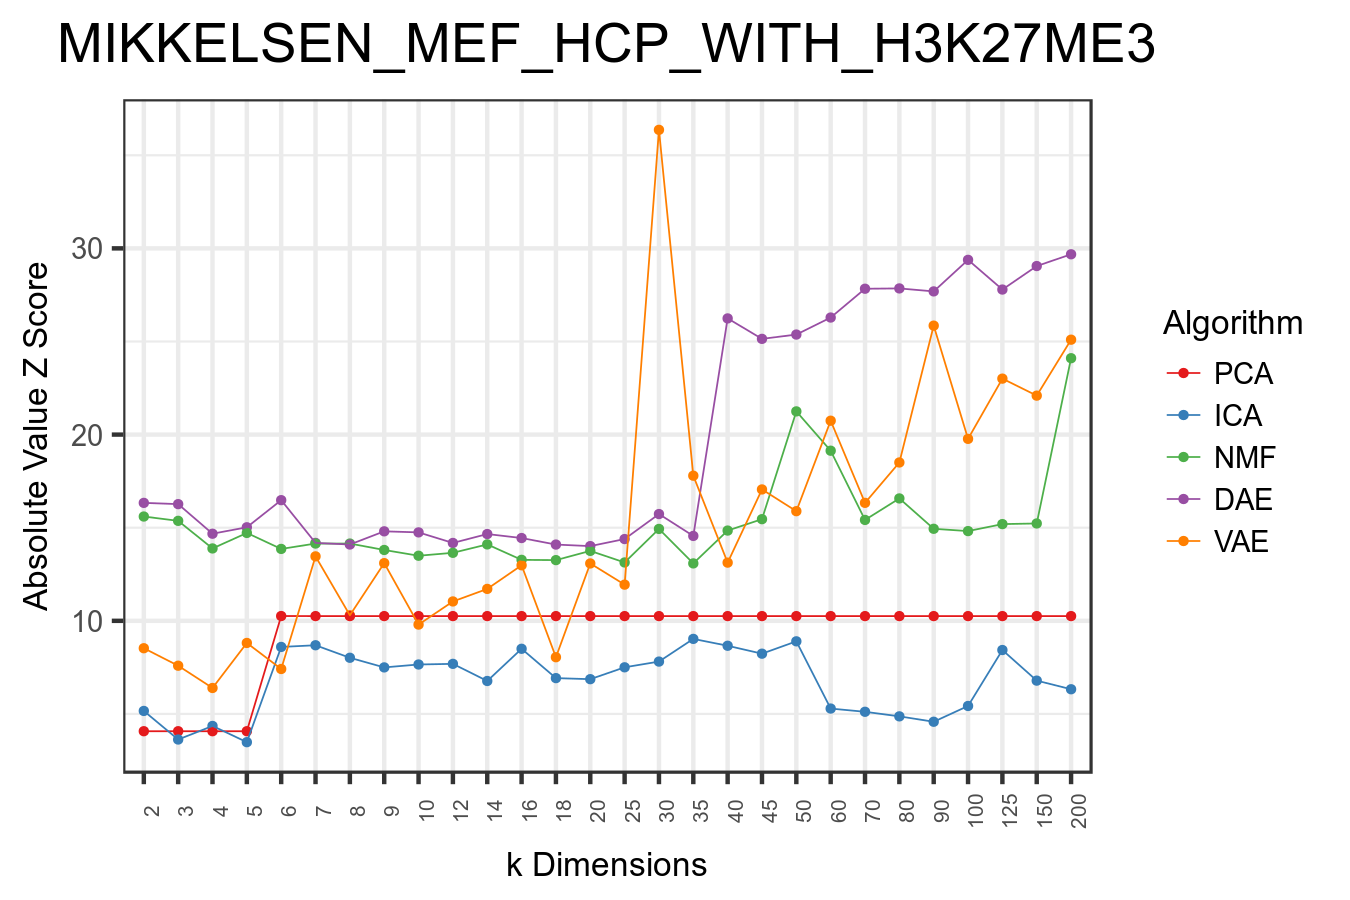 MIKKELSEN_MEF_HCP_WITH_H3K27ME3
Absolute Value Z Score
30
20
10
2 3 4 5 6 7 8 9 10 12 14 16 18 20 25 30 35 40 45 50 60 70 80 90 100 125 150 200
k Dimensions
Algorithm
PCA
ICA
NMF
DAE
VAE